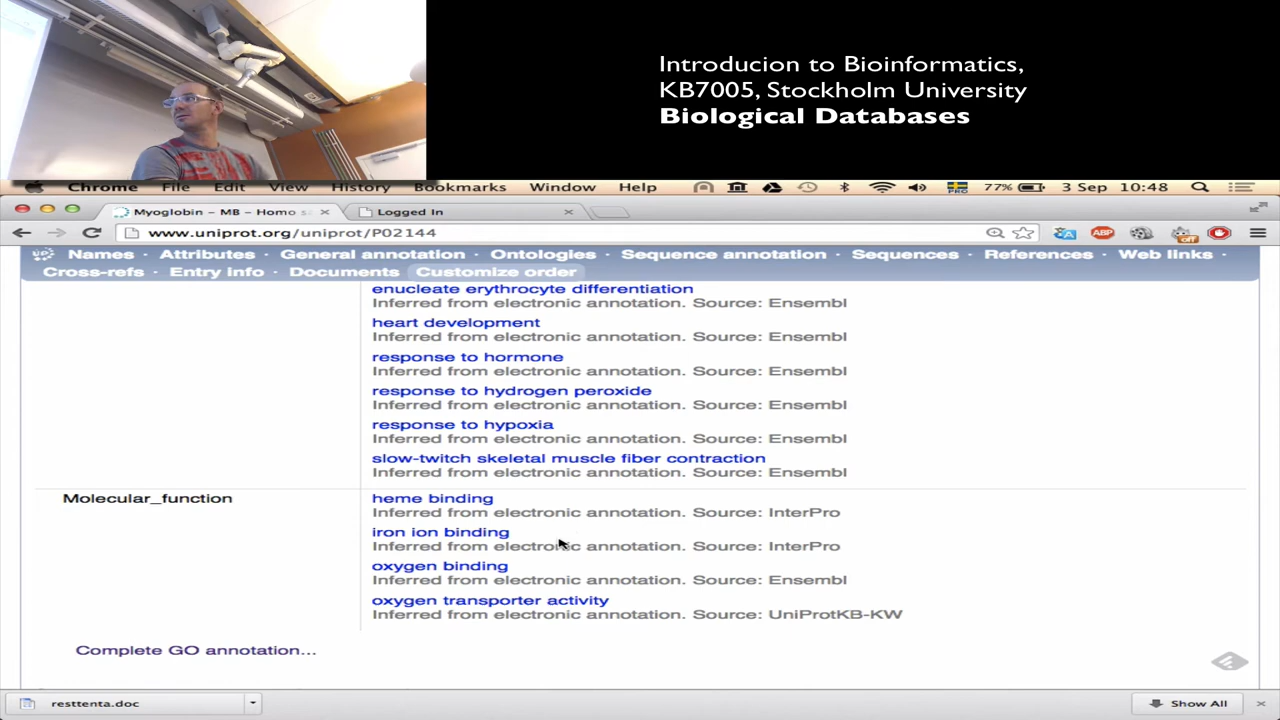 Introducion to Bioinformatics,
KB7005, Stockholm University
Biological Databases
Chrome File Edit View History Bookmarks Window Help 77% 3 Sep 10:48
Myoglobin – MB – Homo s Logged In
www.uniprot.org/uniprot/P02144 ABP off
Names · Attributes · General annotation · Ontologies · Sequence annotation · Sequences · References · Web links ·
Cross-refs · Entry info · Documents Customize order
enucleate erythrocyte differentiation
Inferred from electronic annotation. Source: Ensembl
heart development
Inferred from electronic annotation. Source: Ensembl
response to hormone
Inferred from electronic annotation. Source: Ensembl
response to hydrogen peroxide
Inferred from electronic annotation. Source: Ensembl
response to hypoxia
Inferred from electronic annotation. Source: Ensembl
slow-twitch skeletal muscle fiber contraction
Inferred from electronic annotation. Source: Ensembl
Molecular_function heme binding
Inferred from electronic annotation. Source: InterPro
iron ion binding
Inferred from electronic annotation. Source: InterPro
oxygen binding
Inferred from electronic annotation. Source: Ensembl
oxygen transporter activity
Inferred from electronic annotation. Source: UniProtKB-KW
Complete GO annotation...
resttenta.doc Show All